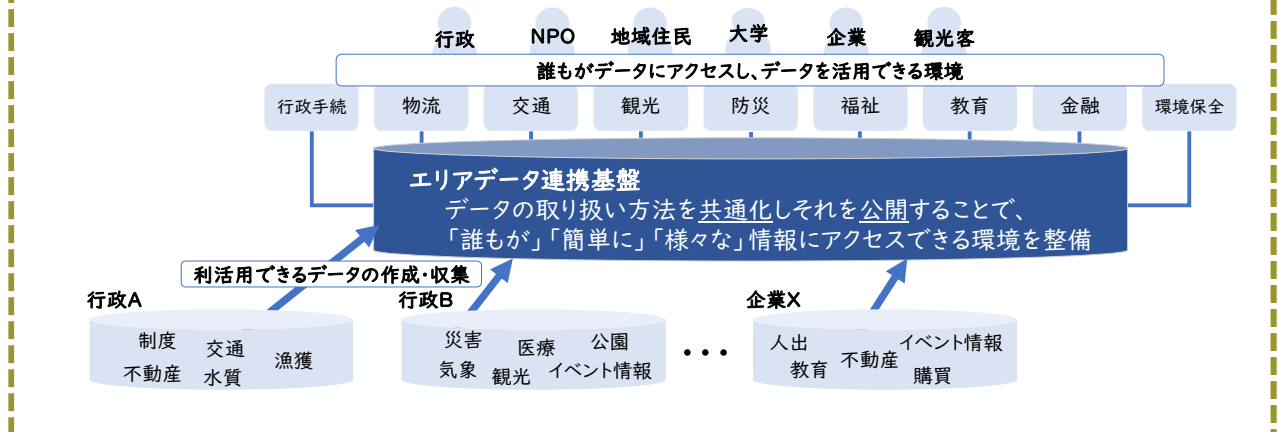 行政 NPO 地域住民 大学 企業 観光客
誰もがデータにアクセスし、データを活用できる環境
行政手続 物流 交通 観光 防災 福祉 教育 金融 環境保全
エリアデータ連携基盤
データの取り扱い方法を共通化しそれを公開することで、
「誰もが」「簡単に」「様々な」情報にアクセスできる環境を整備
利活用できるデータの作成・収集
行政A
制度 交通 漁獲
不動産 水質
行政B
災害 医療 公園
気象 観光 イベント情報
・・・
企業X
人出 不動産 イベント情報
教育 購買